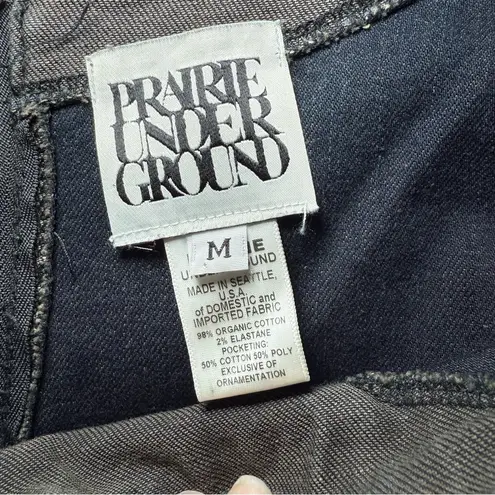 PRAIRIE
UNDER
GROUND
M
MADE IN SEATTLE,
U.S.A.
of DOMESTIC and
IMPORTED FABRIC
98% ORGANIC COTTON
2% ELASTANE
POCKETING:
50% COTTON 50% POLY
EXCLUSIVE OF
ORNAMENTATION